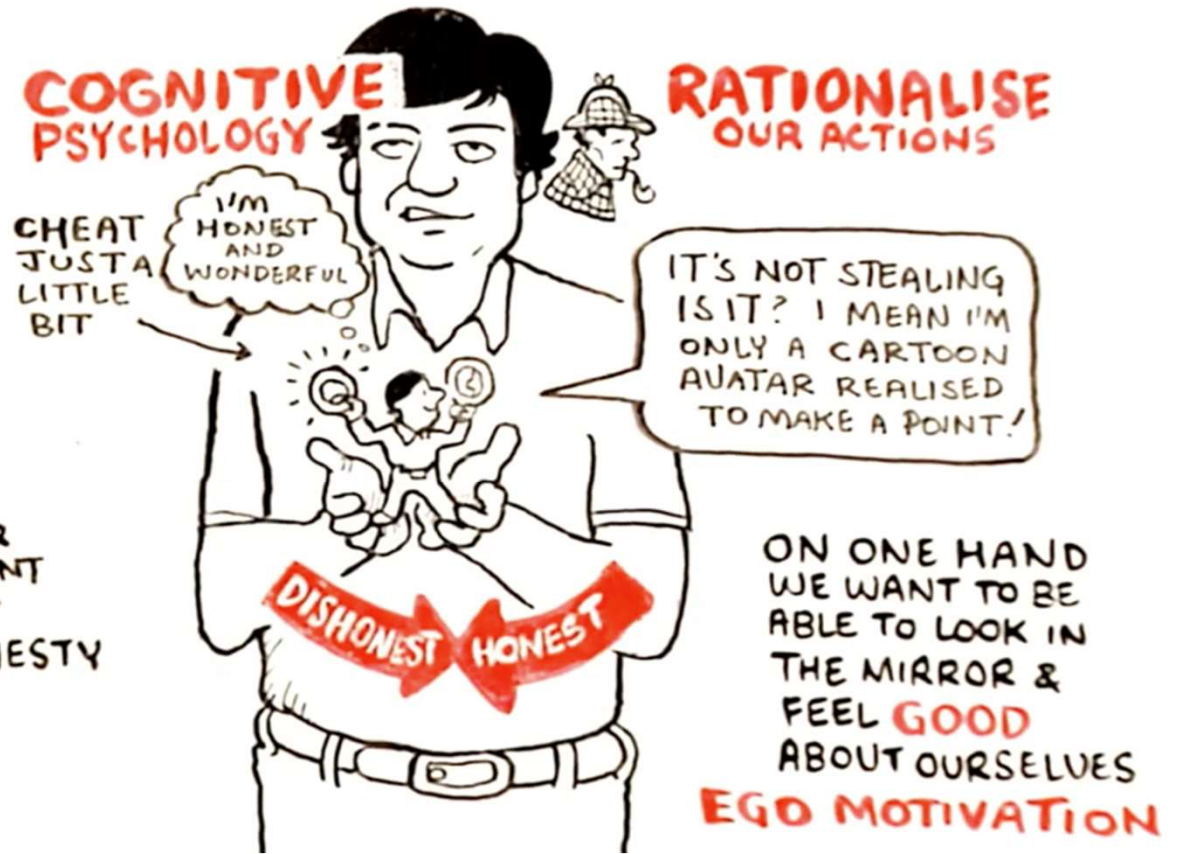 COGNITIVE
PSYCHOLOGY
RATIONALISE
OUR ACTIONS
CHEAT
JUST A
LITTLE
BIT
I'M
HONEST
AND
WONDERFUL
IT'S NOT STEALING
IS IT? I MEAN I'M
ONLY A CARTOON
AVATAR REALISED
TO MAKE A POINT!
DISHONEST
HONEST
NT
ESTY
ON ONE HAND
WE WANT TO BE
ABLE TO LOOK IN
THE MIRROR &
FEEL GOOD
ABOUT OURSELVES
EGO MOTIVATION